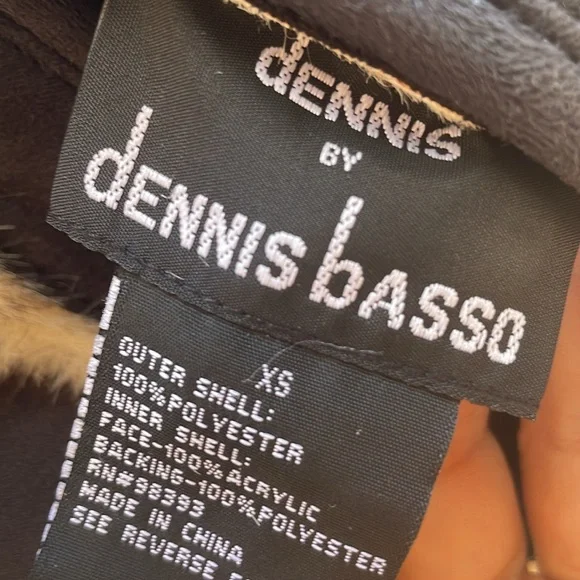 dENNIS
BY
dENNIS bASSO
XS
OUTER SHELL:
100%POLYESTER
INNER SHELL:
FACE-100%ACRYLIC
BACKING-100%POLYESTER
RN#99393
MADE IN CHINA
SEE REVERSE